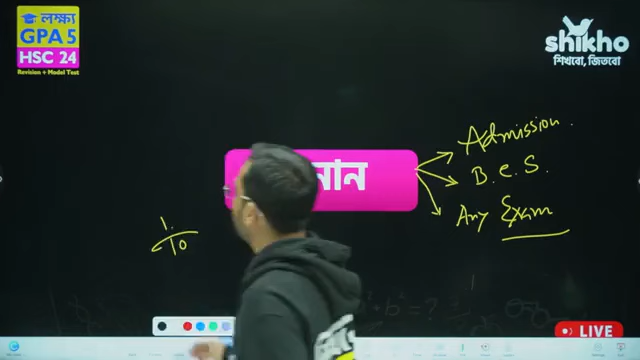 লক্ষ্য
GPA 5
HSC 24
Revision + Model Test
shikho
শিখবো, জিতবো
Admission.
B.C.S.
Any Exam
1
10
LIVE